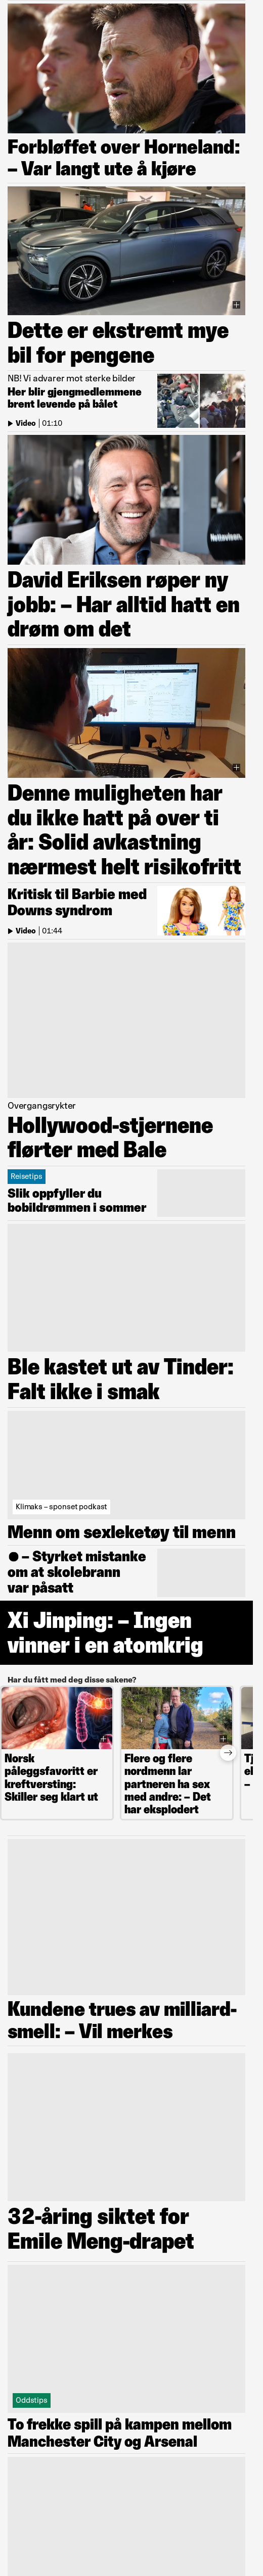 Forbløffet over Horneland:
– Var langt ute å kjøre
Dette er ekstremt mye
bil for pengene
NB! Vi advarer mot sterke bilder
Her blir gjengmedlemmene
brent levende på bålet
Video | 01:10
David Eriksen røper ny
jobb: – Har alltid hatt en
drøm om det
Denne muligheten har
du ikke hatt på over ti
år: Solid avkastning
nærmest helt risikofritt
Kritisk til Barbie med
Downs syndrom
Video | 01:44
Overgangsrykter
Hollywood-stjernene
flørter med Bale
Reisetips
Slik oppfyller du
bobildrømmen i sommer
Ble kastet ut av Tinder:
Falt ikke i smak
Klimaks – sponset podkast
Menn om sexleketøy til menn
● – Styrket mistanke
om at skolebrann
var påsatt
Xi Jinping: – Ingen
vinner i en atomkrig
Har du fått med deg disse sakene?
Norsk
påleggsfavoritt er
kreftversting:
Skiller seg klart ut
Flere og flere
nordmenn lar
partneren ha sex
med andre: – Det
har eksplodert
Kundene trues av milliard-
smell: – Vil merkes
32-åring siktet for
Emile Meng-drapet
Oddstips
To frekke spill på kampen mellom
Manchester City og Arsenal